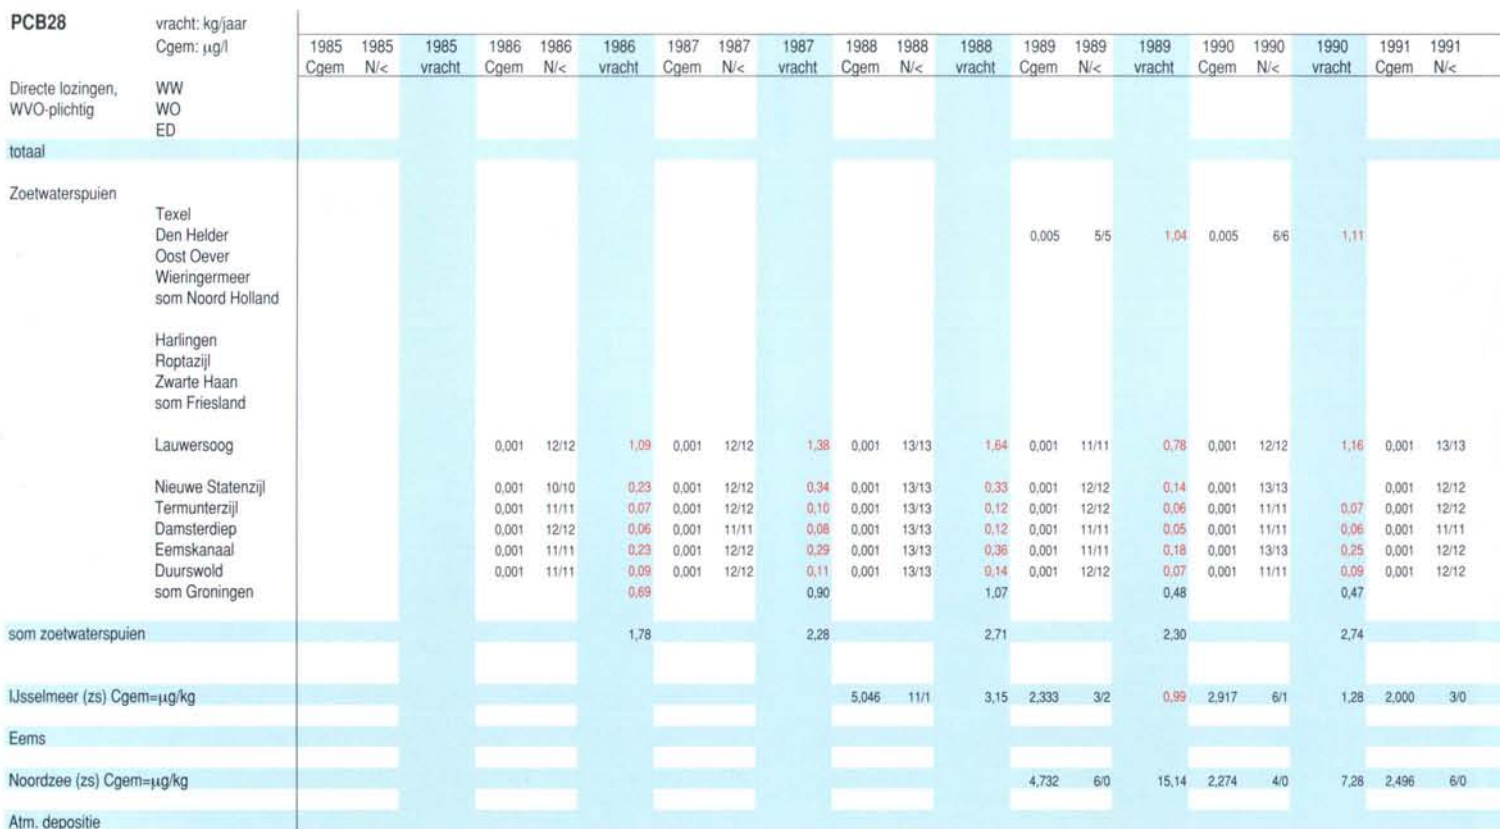 PCB28 vracht: kg/jaar
Cgem: µg/l 1985 1985 1985 1986 1986 1986 1987 1987 1987 1988 1988 1988 1989 1989 1989 1990 1990 1990 1991 1991
Cgem N/< vracht Cgem N/< vracht Cgem N/< vracht Cgem N/< vracht Cgem N/< vracht Cgem N/< vracht Cgem N/<
Directe lozingen, WW
WVO-plichtig WO
ED
totaal
Zoetwaterspuien
Texel
Den Helder 0,005 5/5 1,04 0,005 6/6 1,11
Oost Oever
Wieringermeer
som Noord Holland
Harlingen
Roptazijl
Zwarte Haan
som Friesland
Lauwersoog 0,001 12/12 1,09 0,001 12/12 1,38 0,001 13/13 1,64 0,001 11/11 0,78 0,001 12/12 1,16 0,001 13/13
Nieuwe Statenzijl 0,001 10/10 0,23 0,001 12/12 0,34 0,001 13/13 0,33 0,001 12/12 0,14 0,001 13/13 0,001 12/12
Termunterzijl 0,001 11/11 0,07 0,001 12/12 0,10 0,001 13/13 0,12 0,001 12/12 0,06 0,001 11/11 0,07 0,001 12/12
Damsterdiep 0,001 12/12 0,06 0,001 11/11 0,08 0,001 13/13 0,12 0,001 11/11 0,05 0,001 11/11 0,06 0,001 11/11
Eemskanaal 0,001 11/11 0,23 0,001 12/12 0,29 0,001 13/13 0,36 0,001 11/11 0,18 0,001 13/13 0,25 0,001 12/12
Duurswold 0,001 11/11 0,09 0,001 12/12 0,11 0,001 13/13 0,14 0,001 12/12 0,07 0,001 11/11 0,09 0,001 12/12
som Groningen 0,69 0,90 1,07 0,48 0,47
som zoetwaterspuien 1,78 2,28 2,71 2,30 2,74
IJsselmeer (zs) Cgem=µg/kg 5,046 11/1 3,15 2,333 3/2 0,99 2,917 6/1 1,28 2,000 3/0
Eems
Noordzee (zs) Cgem=µg/kg 4,732 6/0 15,14 2,274 4/0 7,28 2,496 6/0
Atm. depositie